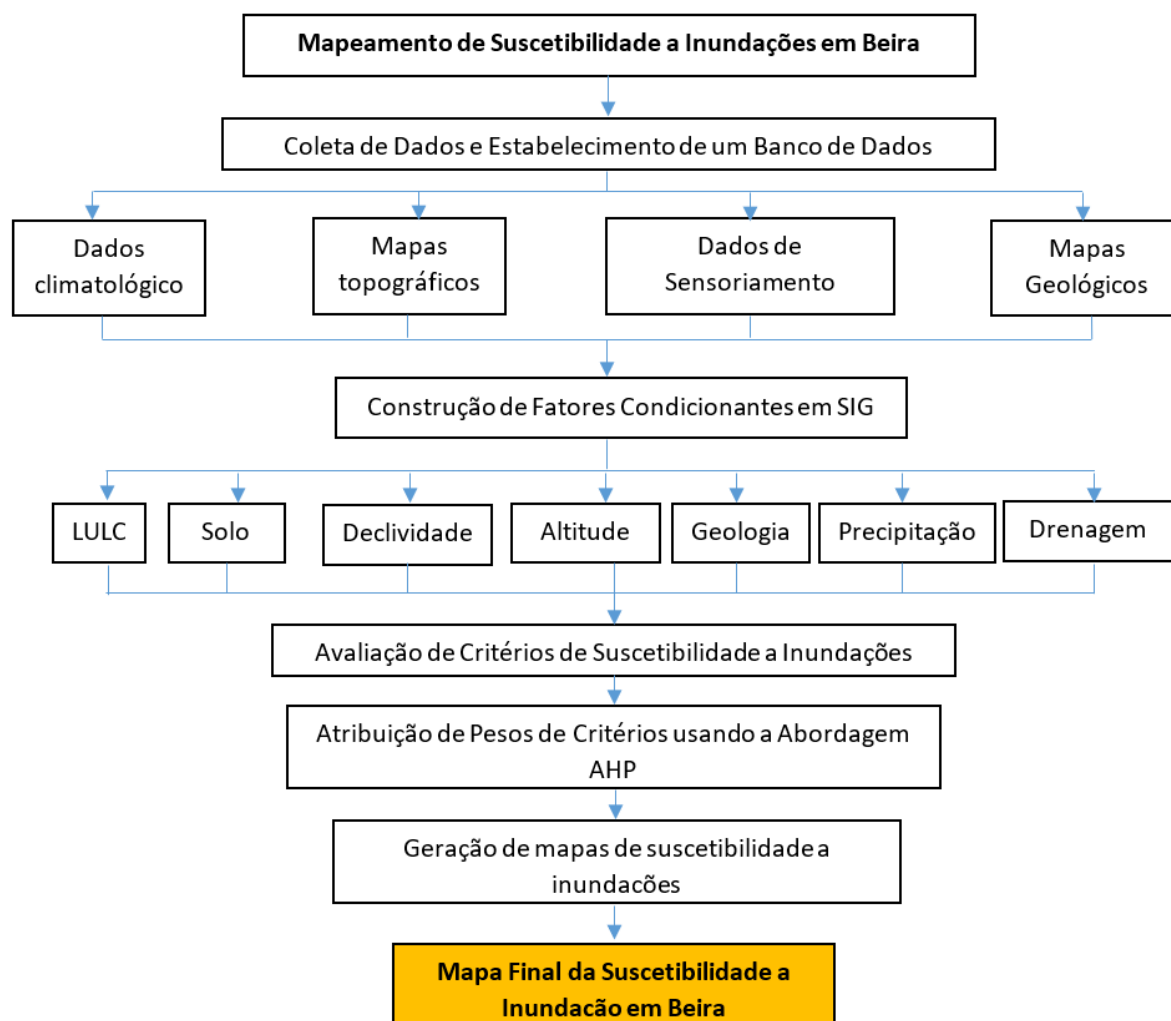 Mapeamento de Suscetibilidade a Inundações em Beira
Coleta de Dados e Estabelecimento de um Banco de Dados
Dados
climatológico
Mapas
topográficos
Dados de
Sensoriamento
Mapas
Geológicos
Construção de Fatores Condicionantes em SIG
LULC
Solo
Declividade
Altitude
Geologia
Precipitação
Drenagem
Avaliação de Critérios de Suscetibilidade a Inundações
Atribuição de Pesos de Critérios usando a Abordagem
AHP
Geração de mapas de suscetibilidade a
inundacões
Mapa Final da Suscetibilidade a
Inundacão em Beira